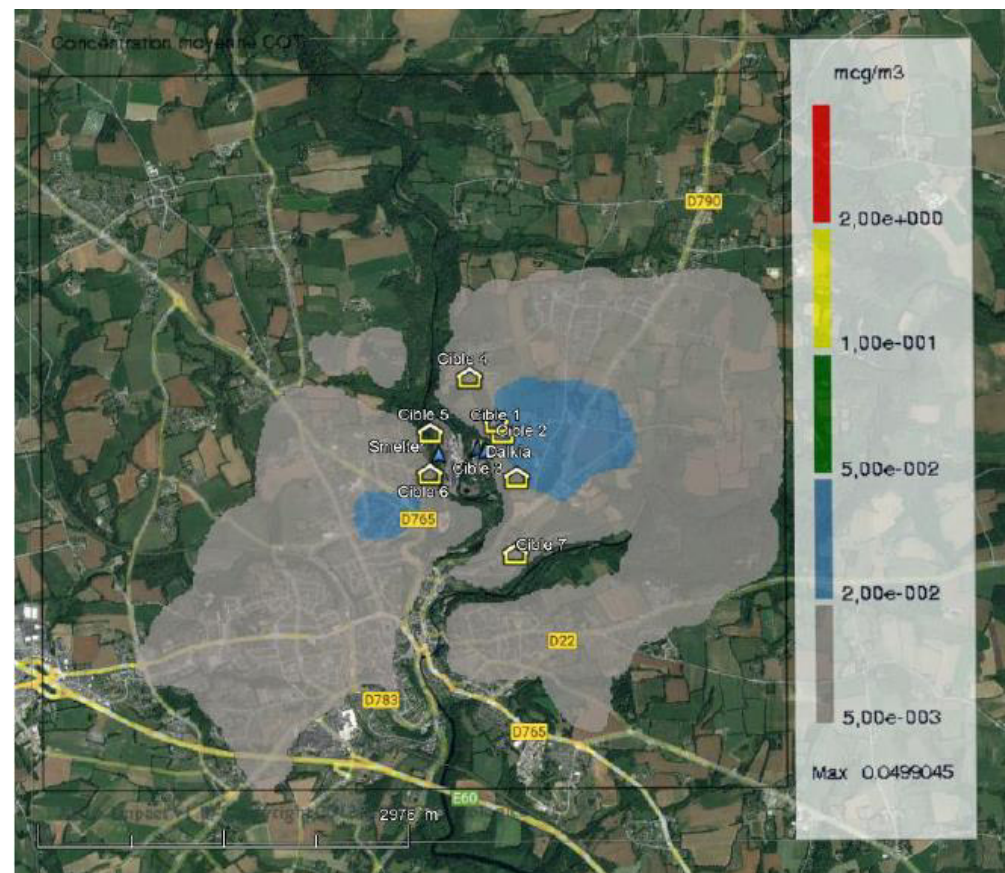 Concentration moyenne COT
mcg/m3
2,00e+000
1,00e-001
5,00e-002
2,00e-002
5,00e-003
Max 0.0499045
D790
Cible 4
Cible 5
Cible 1
Cible 2
Dalkia
Cible 3
Cible 6
D765
Cible 7
D22
D783
D765
E60
2976 m